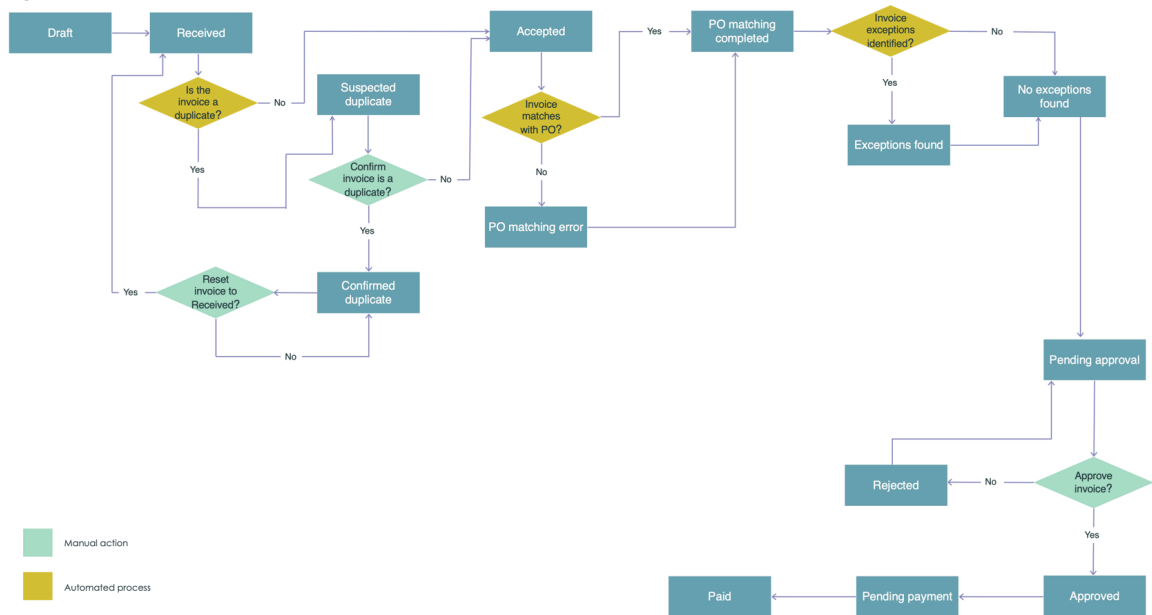 Draft
Received
Accepted
Yes
PO matching
completed
Invoice
exceptions
identified?
No
Is the
invoice a
duplicate?
No
Suspected
duplicate
Invoice
matches
with PO?
Yes
No exceptions
found
Exceptions found
Yes
Confirm
invoice is a
duplicate?
No
No
Yes
PO matching error
Reset
invoice to
Received?
Yes
Confirmed
duplicate
No
Pending approval
Rejected
No
Approve
invoice?
Yes
Manual action
Automated process
Paid
Pending payment
Approved